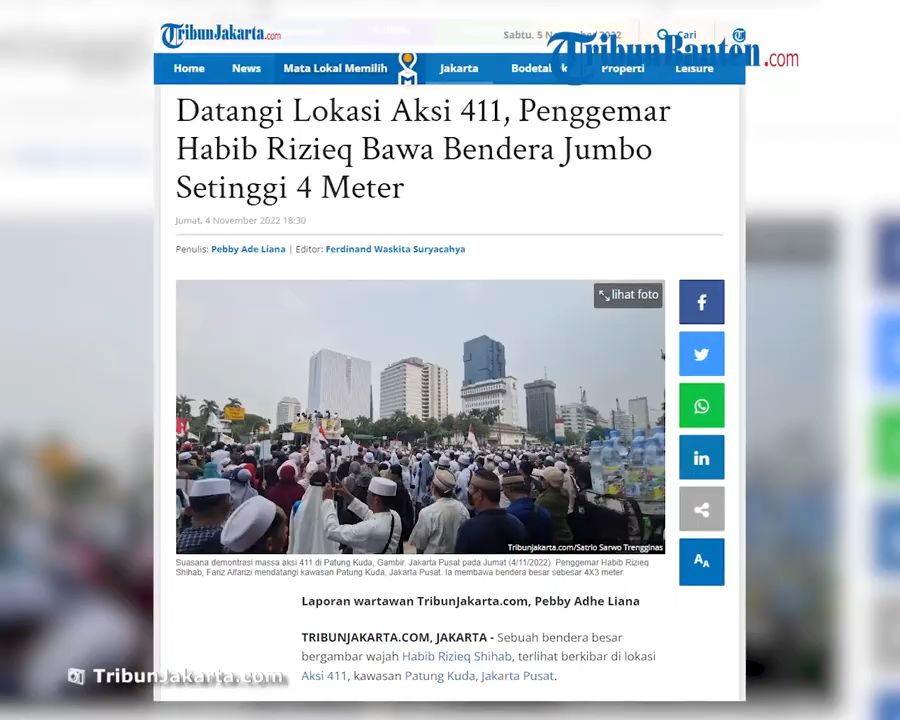 TribunJakarta.com
Sabtu, 5 November 2022
Cari
TribunBanten.com
Home News Mata Lokal Memilih Jakarta Bodetabek Properti Leisure
Datangi Lokasi Aksi 411, Penggemar
Habib Rizieq Bawa Bendera Jumbo
Setinggi 4 Meter
Jumat, 4 November 2022 18:30
Penulis: Pebby Ade Liana | Editor: Ferdinand Waskita Suryacahya
lihat foto
Tribunjakarta.com/Satrio Sarwo Trengginas
Suasana demontrasi massa aksi 411 di Patung Kuda, Gambir, Jakarta Pusat pada Jumat (4/11/2022) Penggemar Habib Rizieq
Shihab, Fariz Alfarizi mendatangi kawasan Patung Kuda, Jakarta Pusat. Ia membawa bendera besar sebesar 4X3 meter
Laporan wartawan TribunJakarta.com, Pebby Adhe Liana
TRIBUNJAKARTA.COM, JAKARTA - Sebuah bendera besar
bergambar wajah Habib Rizieq Shihab, terlihat berkibar di lokasi
Aksi 411, kawasan Patung Kuda, Jakarta Pusat.
TribunJakarta.com